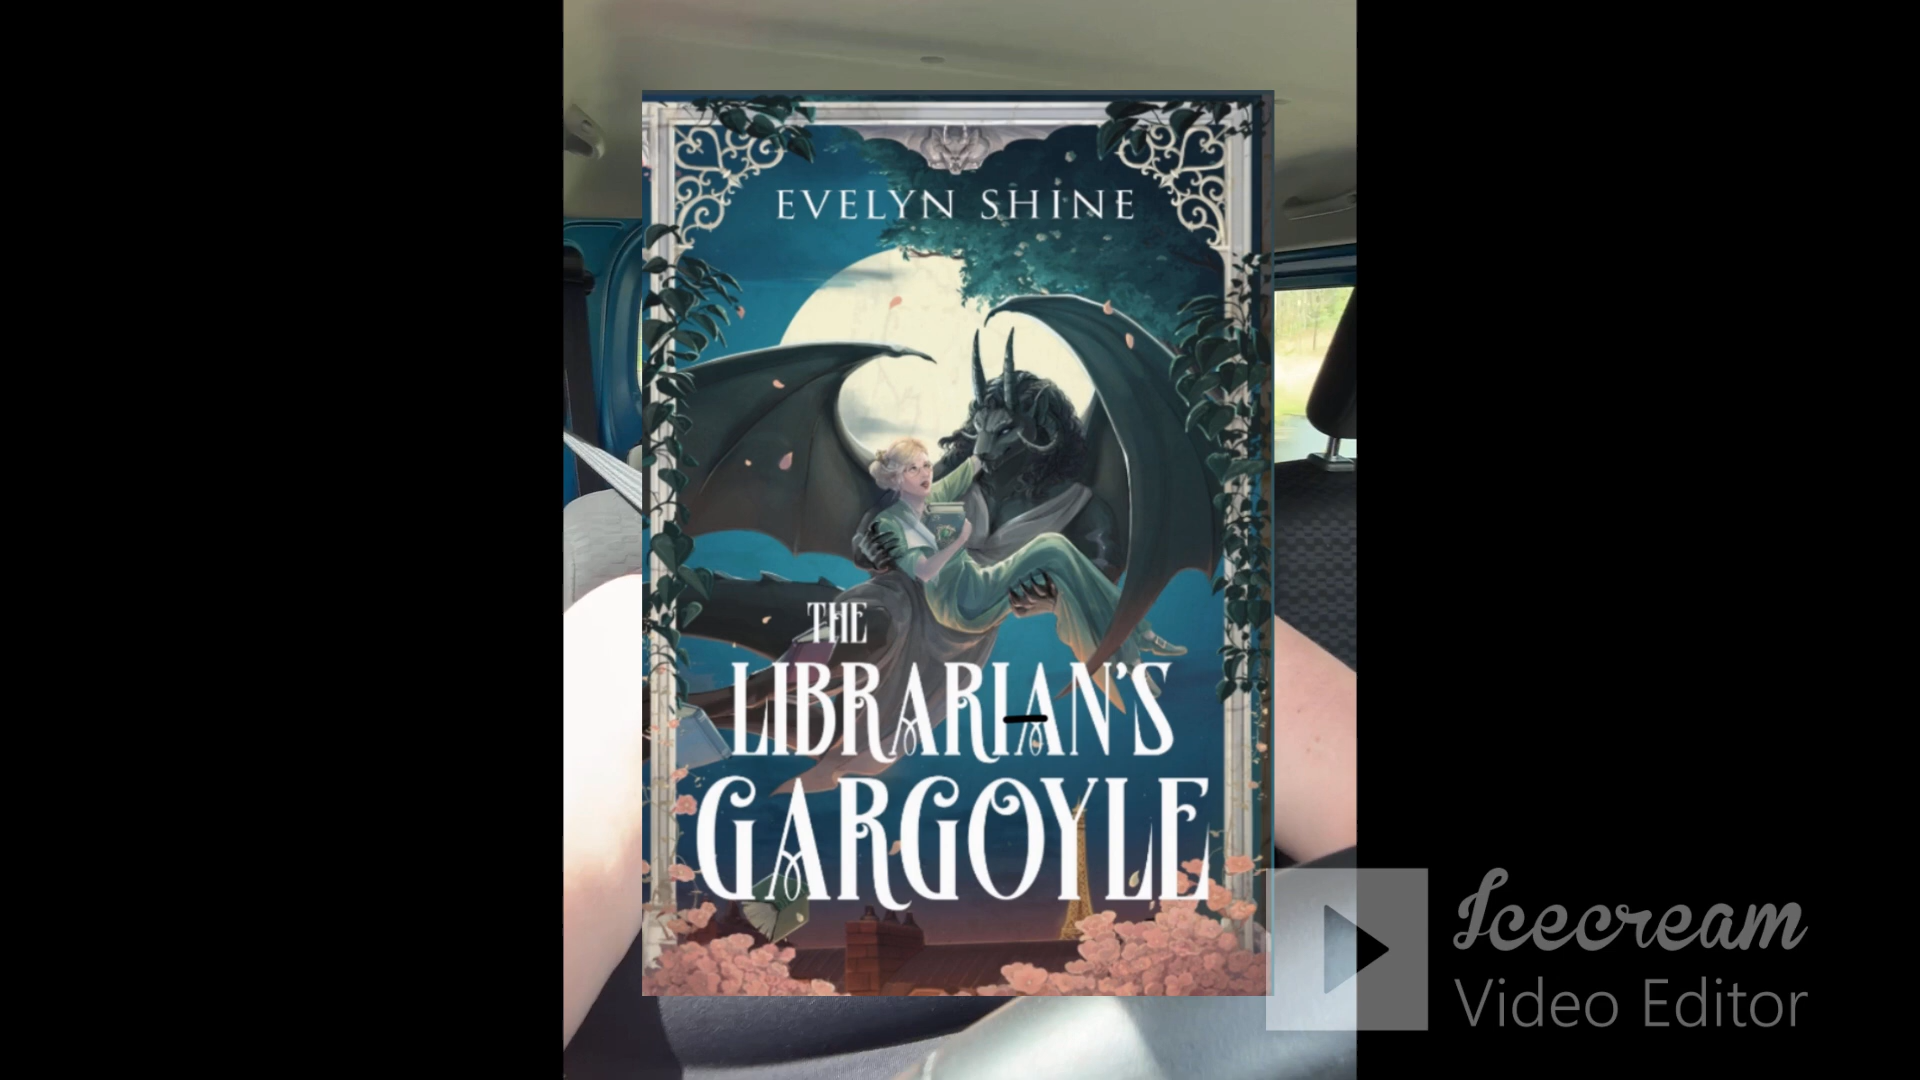 EVELYN SHINE
THE
LIBRARIAN'S
GARGOYLE
Icecream
Video Editor